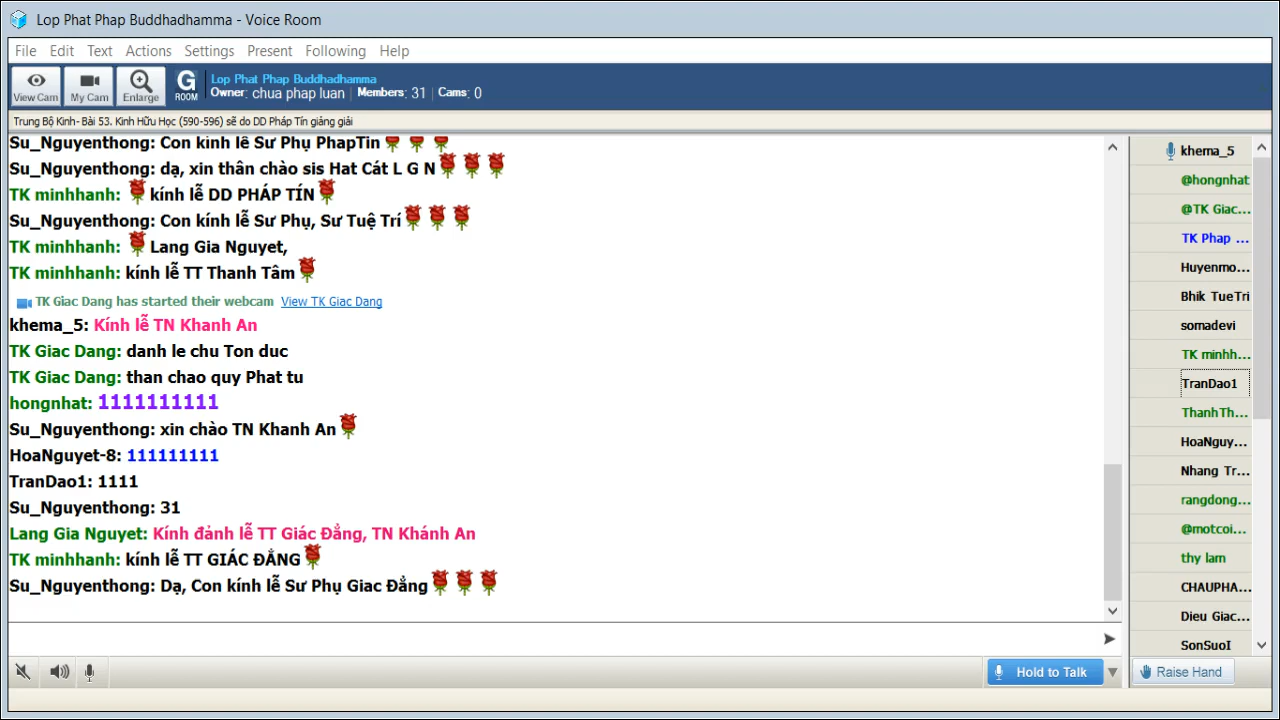 Lop Phat Phap Buddhadhamma - Voice Room
File Edit Text Actions Settings Present Following Help
View Cam My Cam Enlarge G ROOM
Lop Phat Phap Buddhadhamma
Owner: chua phap luan | Members: 31 | Cams: 0
Trung Bộ Kinh- Bài 53. Kinh Hữu Học (590-596) sẽ do DD Pháp Tín giảng giải
Su_Nguyenthong: Con kính lễ Sư Phụ PhapTin
Su_Nguyenthong: dạ, xin thân chào sis Hat Cát L G N
TK minhhanh: kính lễ DD PHÁP TÍN
Su_Nguyenthong: Con kính lễ Sư Phụ, Sư Tuệ Trí
TK minhhanh: Lang Gia Nguyet,
TK minhhanh: kính lễ TT Thanh Tâm
TK Giac Dang has started their webcam View TK Giac Dang
khema_5: Kính lễ TN Khanh An
TK Giac Dang: danh le chu Ton duc
TK Giac Dang: than chao quy Phat tu
hongnhat: 1111111111
Su_Nguyenthong: xin chào TN Khanh An
HoaNguyet-8: 111111111
TranDao1: 1111
Su_Nguyenthong: 31
Lang Gia Nguyet: Kính đảnh lễ TT Giác Đẳng, TN Khánh An
TK minhhanh: kính lễ TT GIÁC ĐẲNG
Su_Nguyenthong: Dạ, Con kính lễ Sư Phụ Giac Đẳng
Hold to Talk
khema_5
@hongnhat
@TK Giac...
TK Phap ...
Huyenmo...
Bhik TueTri
somadevi
TK minhh...
TranDao1
ThanhTh...
HoaNguy...
Nhang Tr...
rangdong...
@motcoi...
thy lam
CHAUPHA...
Dieu Giac...
SonSuoI
Raise Hand